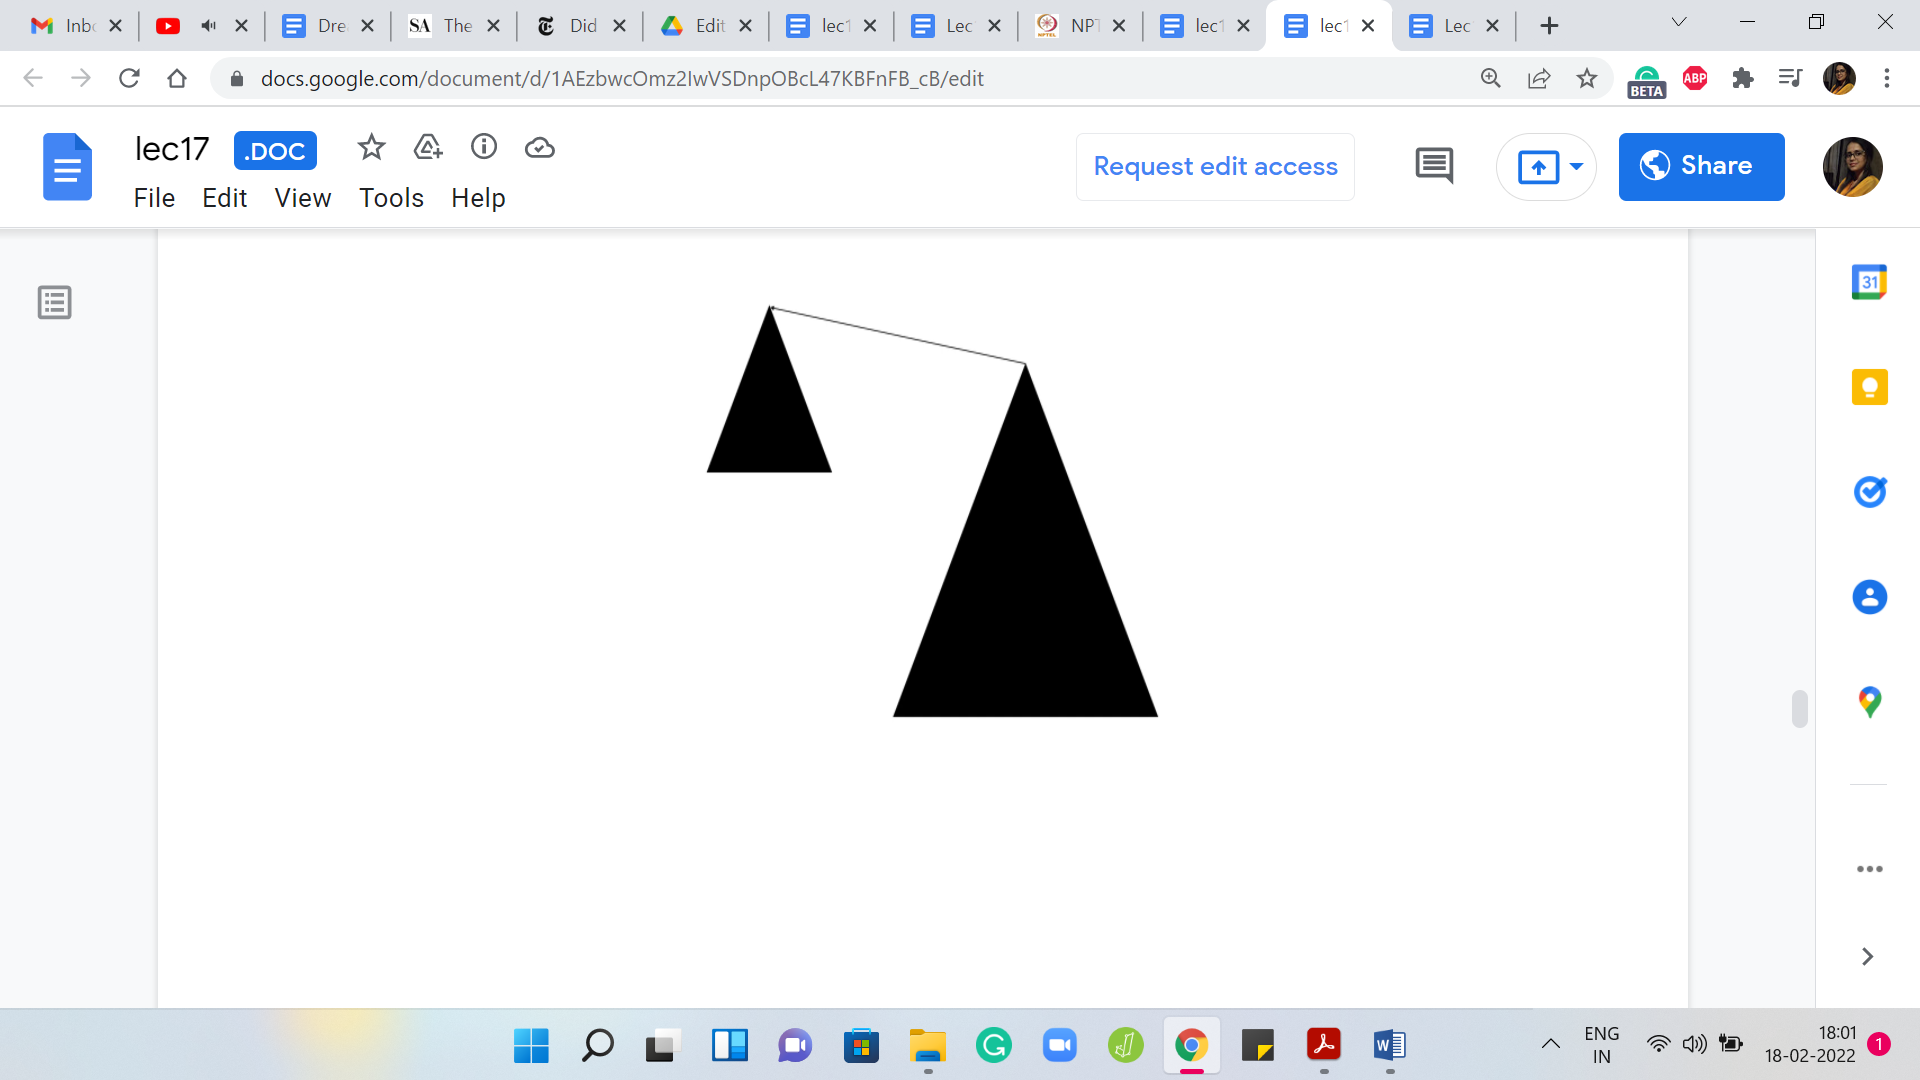 Inb
Dre
SA The
Did
Edit
lec1
Lec
NPT
lec1
lec1
Lec
docs.google.com/document/d/1AEzbwcOmz2IwVSDnpOBcL47KBFnFB_cB/edit
ABP
BETA
lec17 .DOC
Request edit access
Share
File Edit View Tools Help
31
ENG
IN
18:01
18-02-2022
1